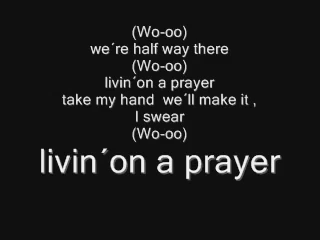 (Wo-oo)
we´re half way there
(Wo-oo)
livin´on a prayer
take my hand  we´ll make it ,
I swear
(Wo-oo)
livin´on a prayer